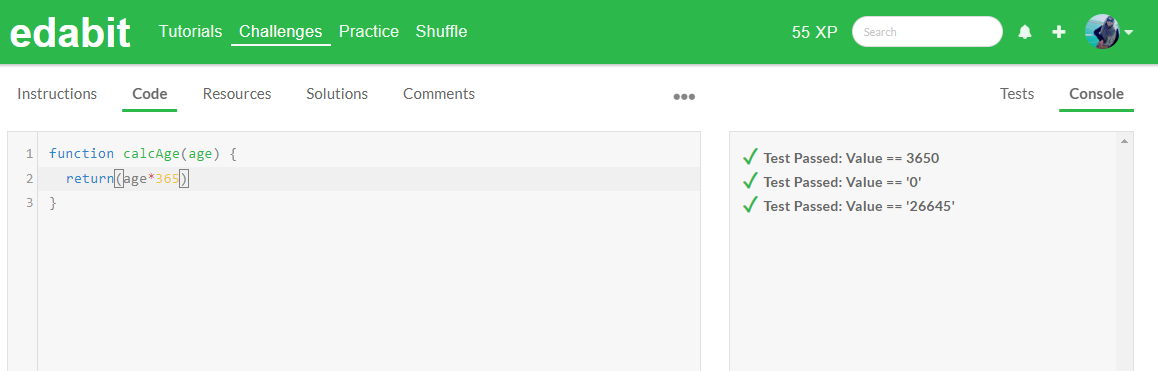 edabit Tutorials Challenges Practice Shuffle 55 XP Search
Instructions Code Resources Solutions Comments Tests Console
1 function calcAge(age) {
2 return(age*365)
3 }
Test Passed: Value == 3650
Test Passed: Value == '0'
Test Passed: Value == '26645'